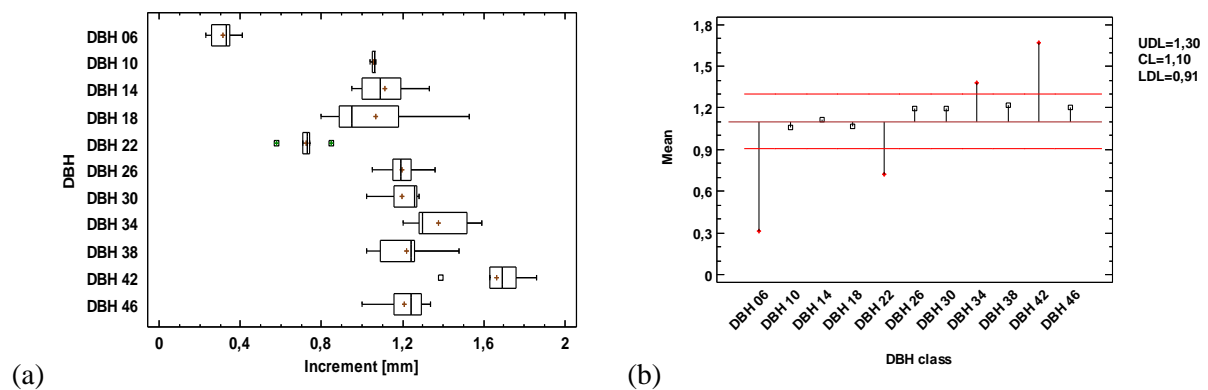 DBH
DBH 06
DBH 10
DBH 14
DBH 18
DBH 22
DBH 26
DBH 30
DBH 34
DBH 38
DBH 42
DBH 46
0 0,4 0,8 1,2 1,6 2
Increment [mm]
(a)
Mean
1,8
1,5
1,2
0,9
0,6
0,3
0
UDL=1,30
CL=1,10
LDL=0,91
DBH 06 DBH 10 DBH 14 DBH 18 DBH 22 DBH 26 DBH 30 DBH 34 DBH 38 DBH 42 DBH 46
DBH class
(b)